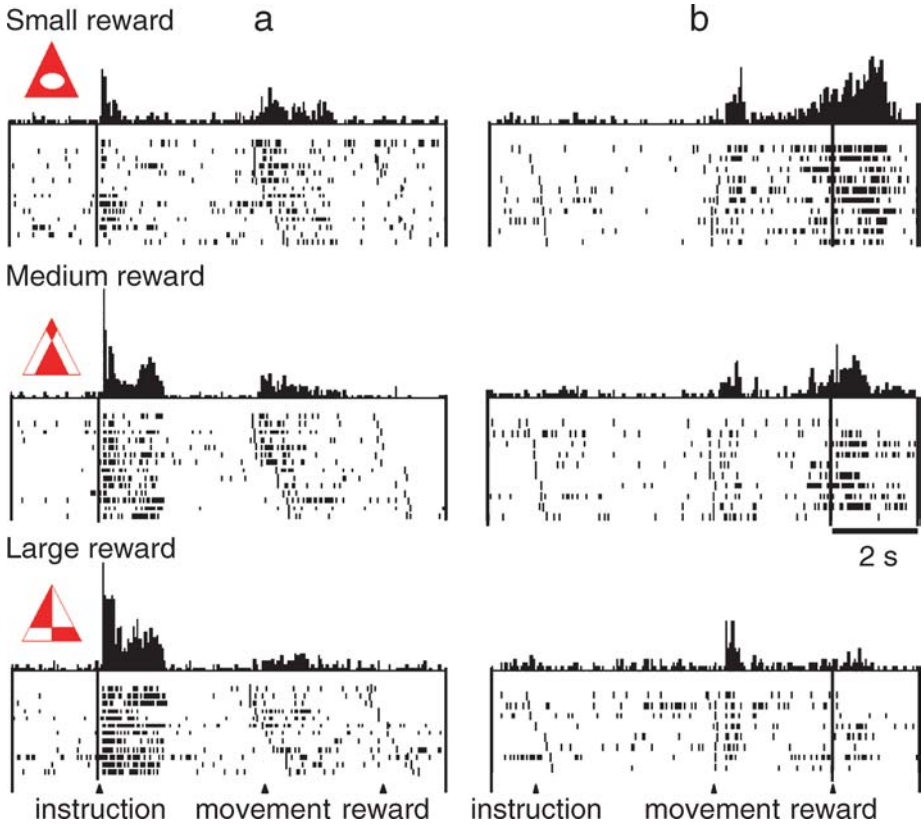 Small reward
a
b
Medium reward
2 s
Large reward
instruction movement reward
instruction movement reward